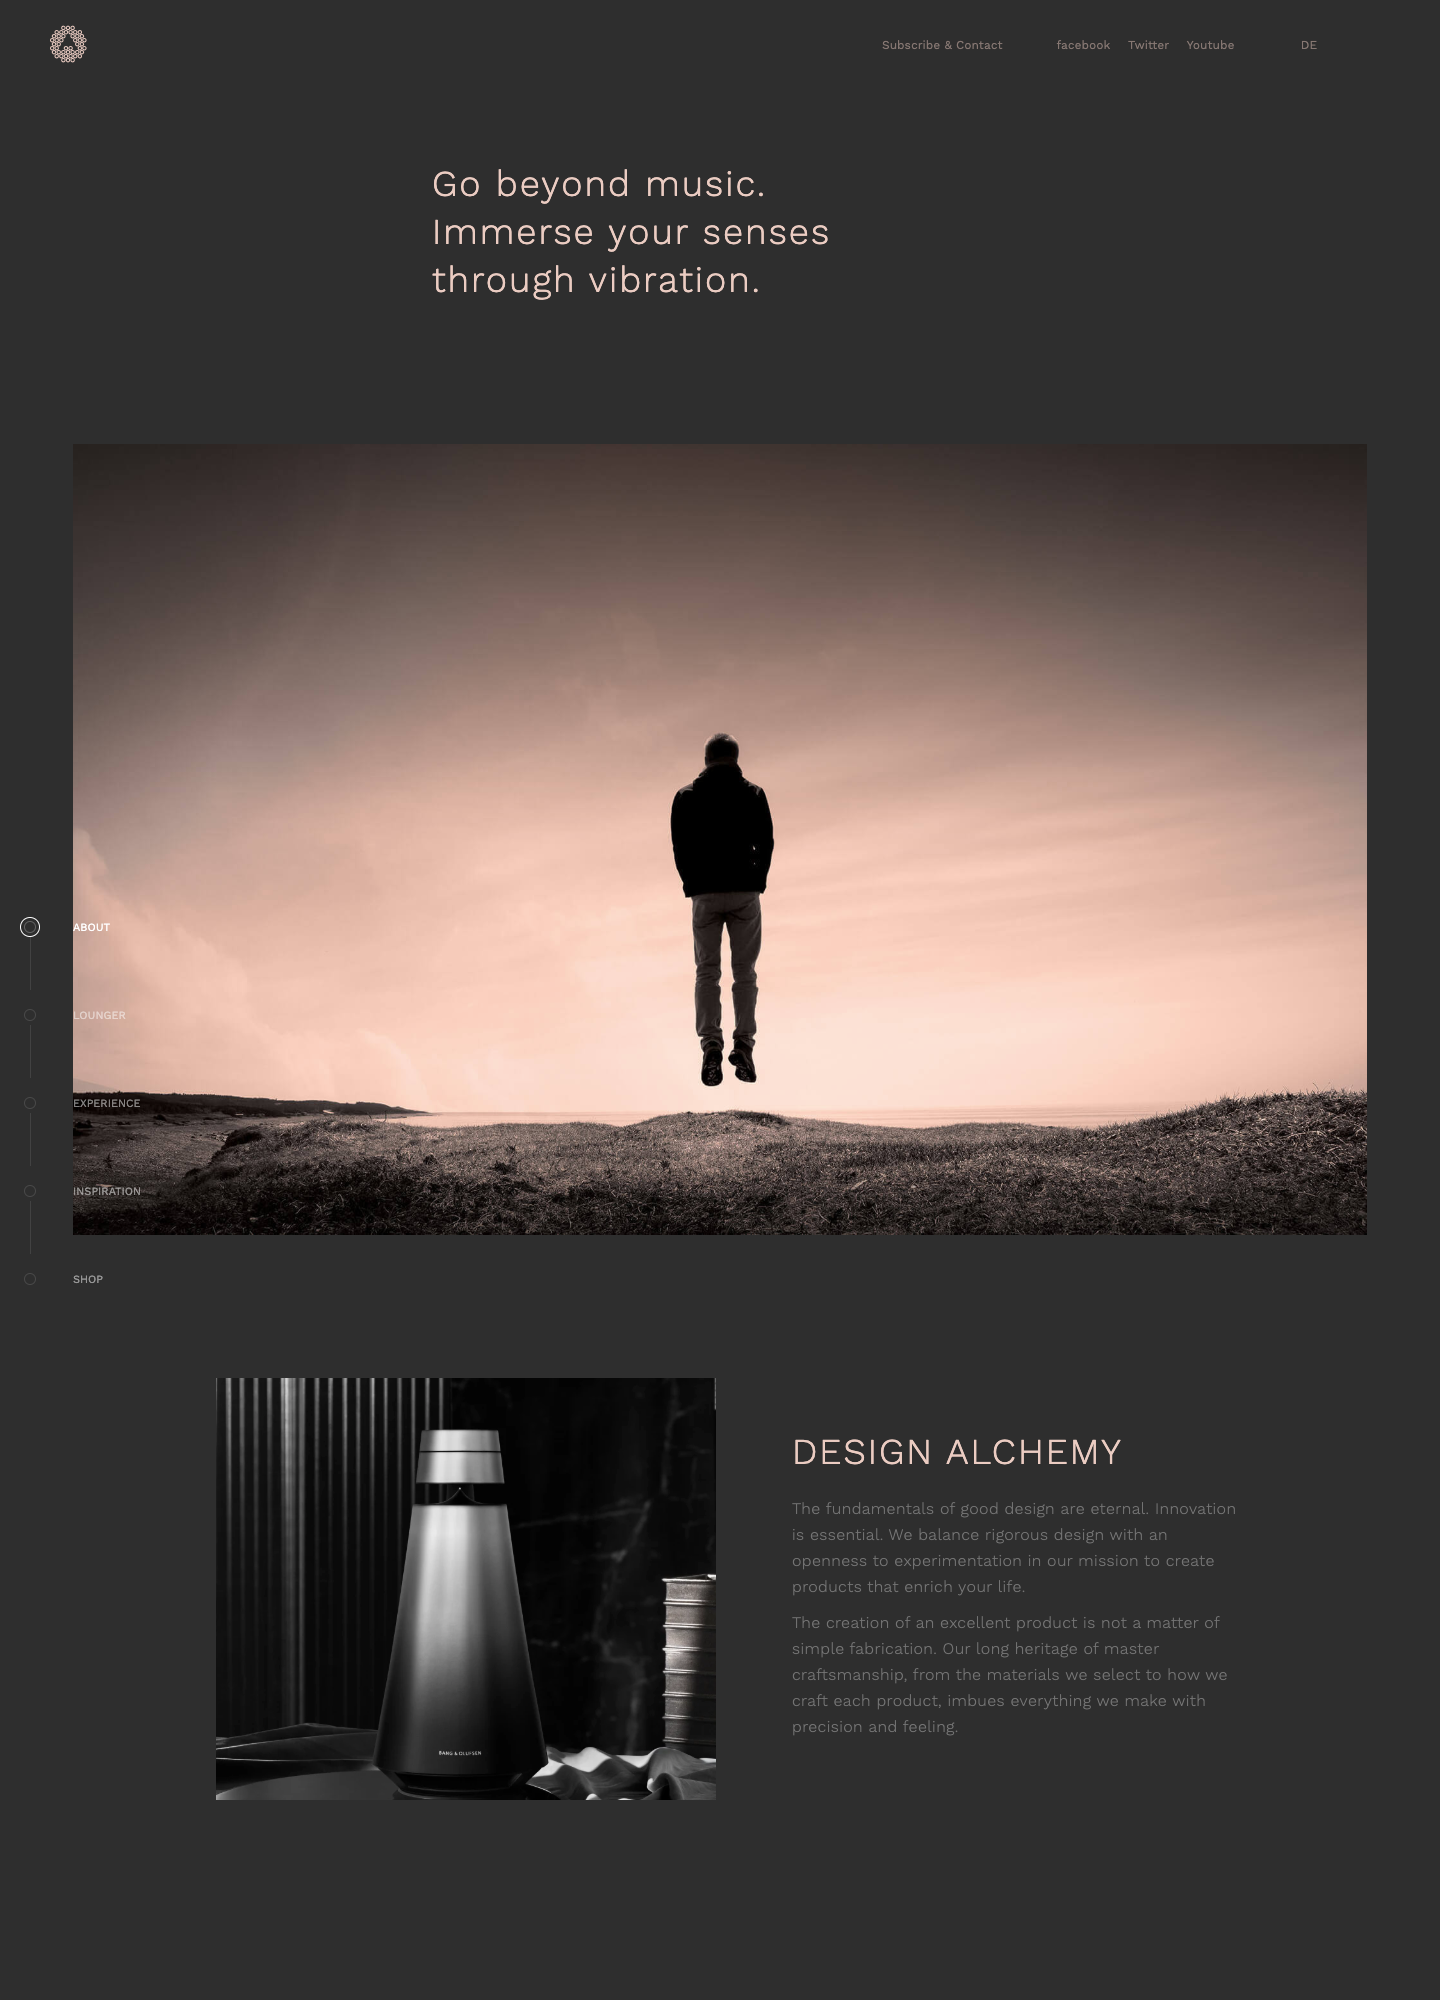 Subscribe & Contact facebook Twitter Youtube DE
Go beyond music.
Immerse your senses
through vibration.
ABOUT
LOUNGER
EXPERIENCE
INSPIRATION
SHOP
BANG & OLUFSEN
DESIGN ALCHEMY
The fundamentals of good design are eternal. Innovation
is essential. We balance rigorous design with an
openness to experimentation in our mission to create
products that enrich your life.
The creation of an excellent product is not a matter of
simple fabrication. Our long heritage of master
craftsmanship, from the materials we select to how we
craft each product, imbues everything we make with
precision and feeling.